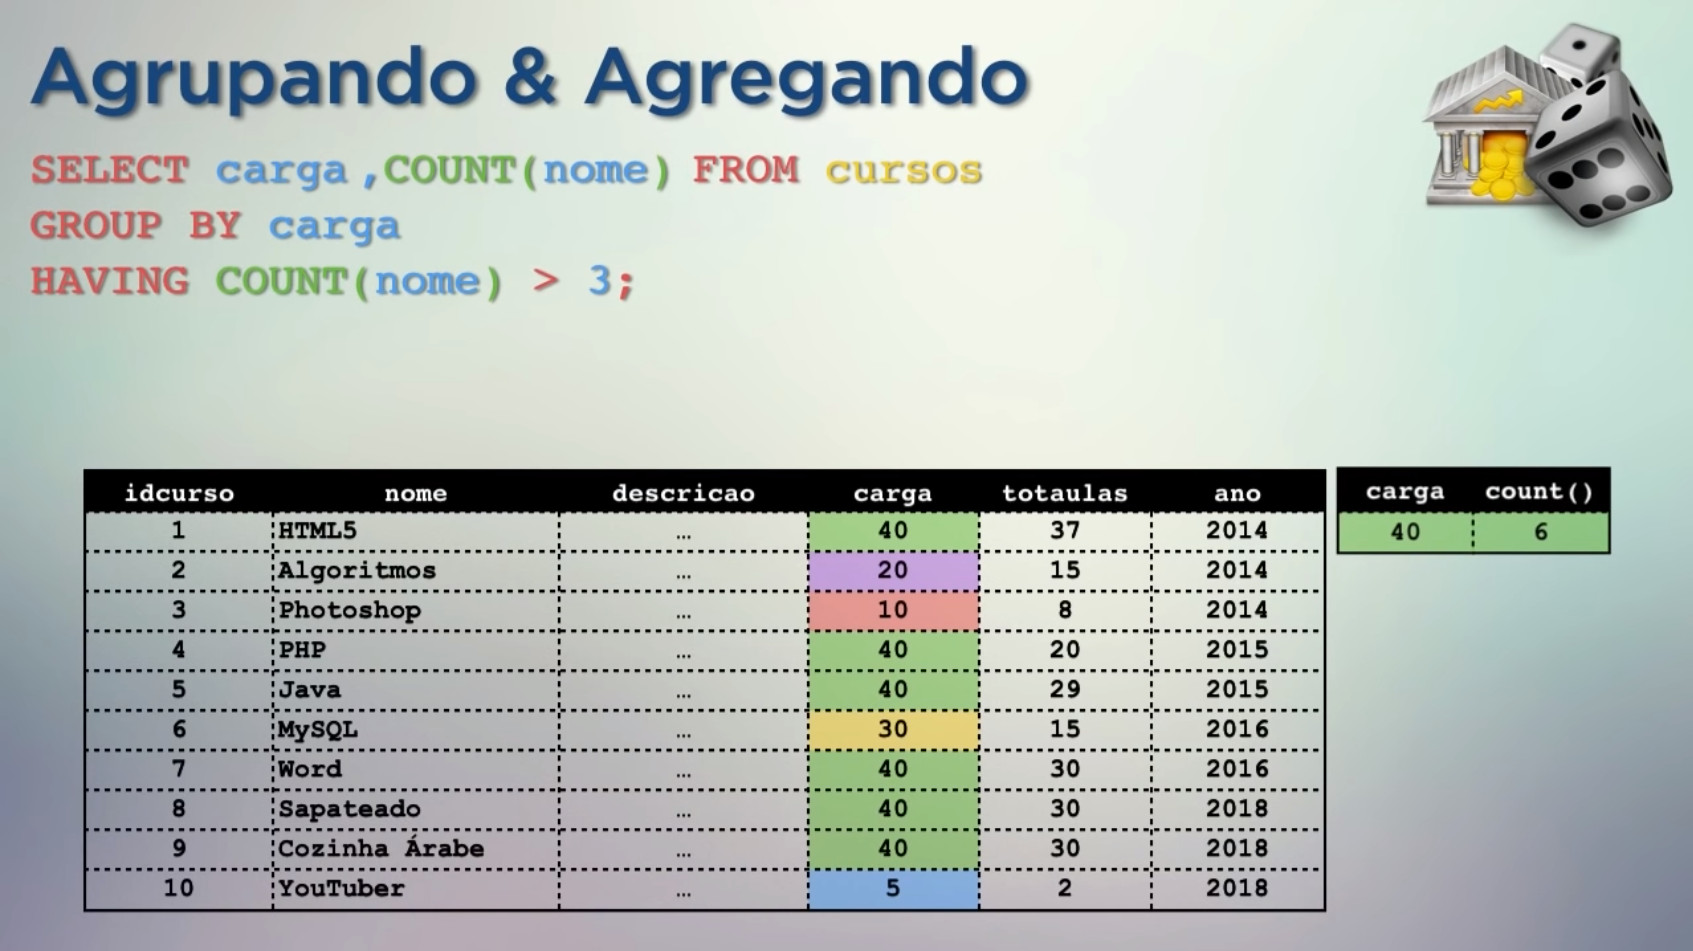 Agrupando & Agregando
SELECT carga ,COUNT(nome) FROM cursos
GROUP BY carga
HAVING COUNT(nome) > 3;
idcurso nome descricao carga totaulas ano
1 HTML5 ... 40 37 2014
2 Algoritmos ... 20 15 2014
3 Photoshop ... 10 8 2014
4 PHP ... 40 20 2015
5 Java ... 40 29 2015
6 MySQL ... 30 15 2016
7 Word ... 40 30 2016
8 Sapateado ... 40 30 2018
9 Cozinha Árabe ... 40 30 2018
10 YouTuber ... 5 2 2018
carga count()
40 6